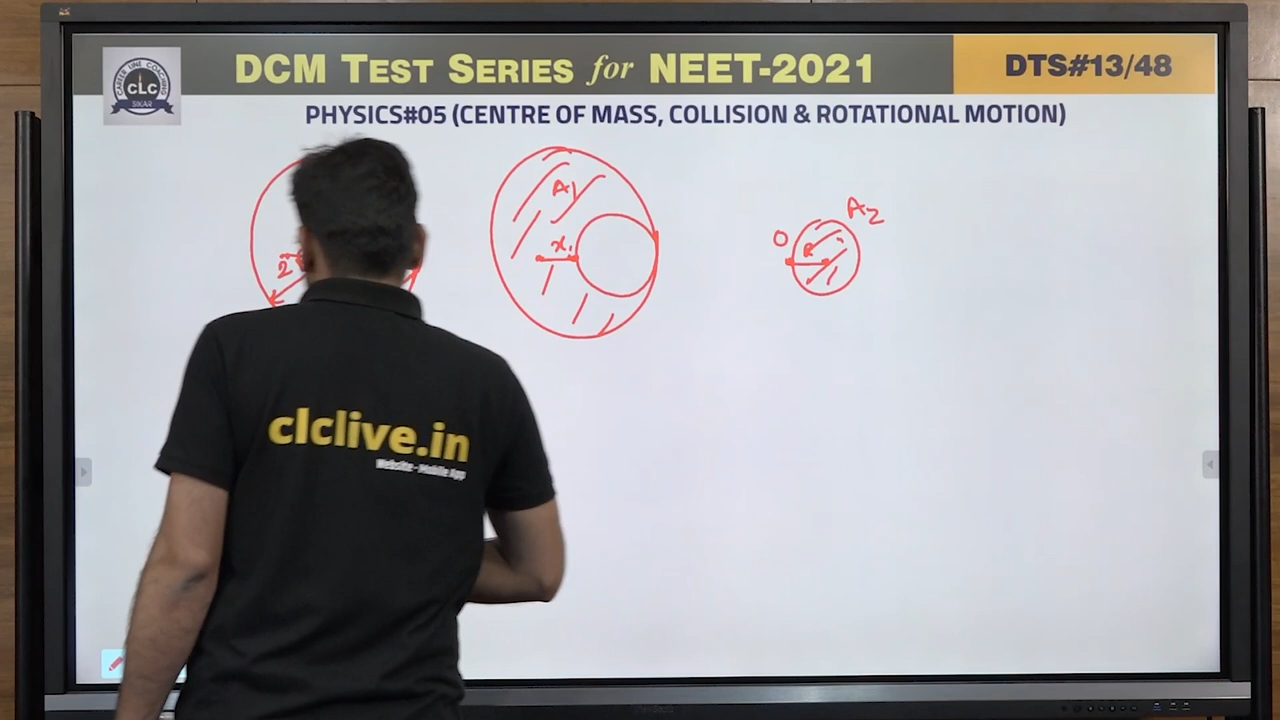 DCM TEST SERIES for NEET-2021
DTS#13/48
CAREER LINE COACHING
CLC
SIKAR
PHYSICS#05 (CENTRE OF MASS, COLLISION & ROTATIONAL MOTION)
A1
x1
2
O
R
A2
clclive.in
Website - Mobile App